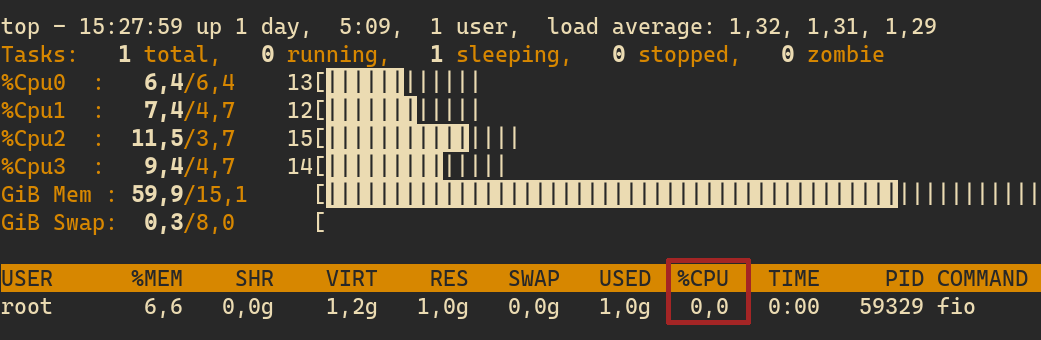 top - 15:27:59 up 1 day,  5:09,  1 user,  load average: 1,32, 1,31, 1,29
Tasks:   1 total,   0 running,   1 sleeping,   0 stopped,   0 zombie
%Cpu0  :   6,4/6,4    13[||||||||||||
%Cpu1  :   7,4/4,7    12[||||||||||||
%Cpu2  :  11,5/3,7    15[|||||||||||||||
%Cpu3  :   9,4/4,7    14[||||||||||||||
GiB Mem : 59,9/15,1     [|||||||||||||||||||||||||||||||||||||||||||||||||||||||
GiB Swap:  0,3/8,0      [
USER      %MEM    SHR    VIRT    RES   SWAP   USED  %CPU   TIME     PID COMMAND
root       6,6   0,0g    1,2g   1,0g   0,0g   1,0g   0,0   0:00   59329 fio